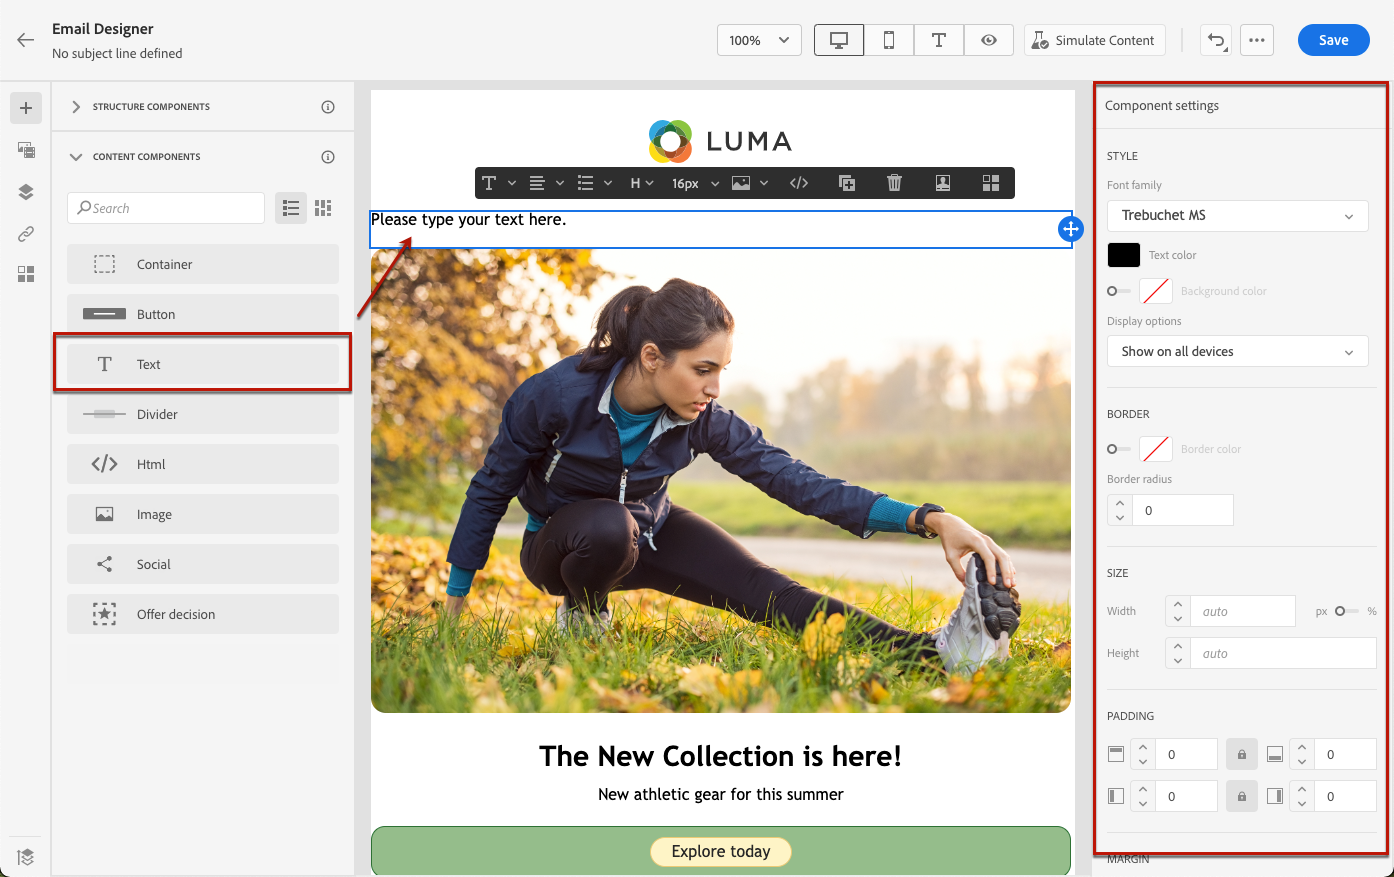 Email Designer
No subject line defined
100%
Simulate Content
Save
STRUCTURE COMPONENTS
CONTENT COMPONENTS
Search
Container
Button
Text
Divider
Html
Image
Social
Offer decision
LUMA
H
16px
Please type your text here.
The New Collection is here!
New athletic gear for this summer
Explore today
Component settings
STYLE
Font family
Trebuchet MS
Text color
Background color
Display options
Show on all devices
BORDER
Border color
Border radius
0
SIZE
Width auto px %
Height auto
PADDING
0 0
0 0
MARGIN